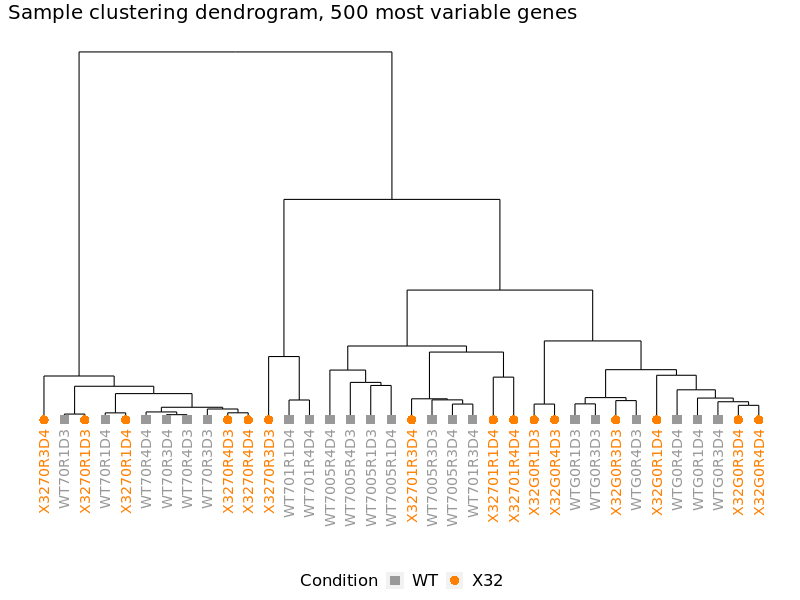 Sample clustering dendrogram, 500 most variable genes
X3270R3D4
WT70R1D3
X3270R1D3
WT70R1D4
X3270R1D4
WT70R4D4
WT70R3D4
WT70R4D3
WT70R3D3
X3270R4D3
X3270R4D4
X3270R3D3
WT701R1D4
WT701R4D4
WT7005R4D4
WT7005R4D3
WT7005R1D3
WT7005R1D4
X32701R3D4
WT7005R3D3
WT7005R3D4
WT701R3D4
X32701R1D4
X32701R4D4
X32G0R1D3
X32G0R4D3
WTG0R1D3
WTG0R3D3
X32G0R3D3
WTG0R4D3
X32G0R1D4
WTG0R4D4
WTG0R1D4
WTG0R3D4
X32G0R3D4
X32G0R4D4
Condition WT X32